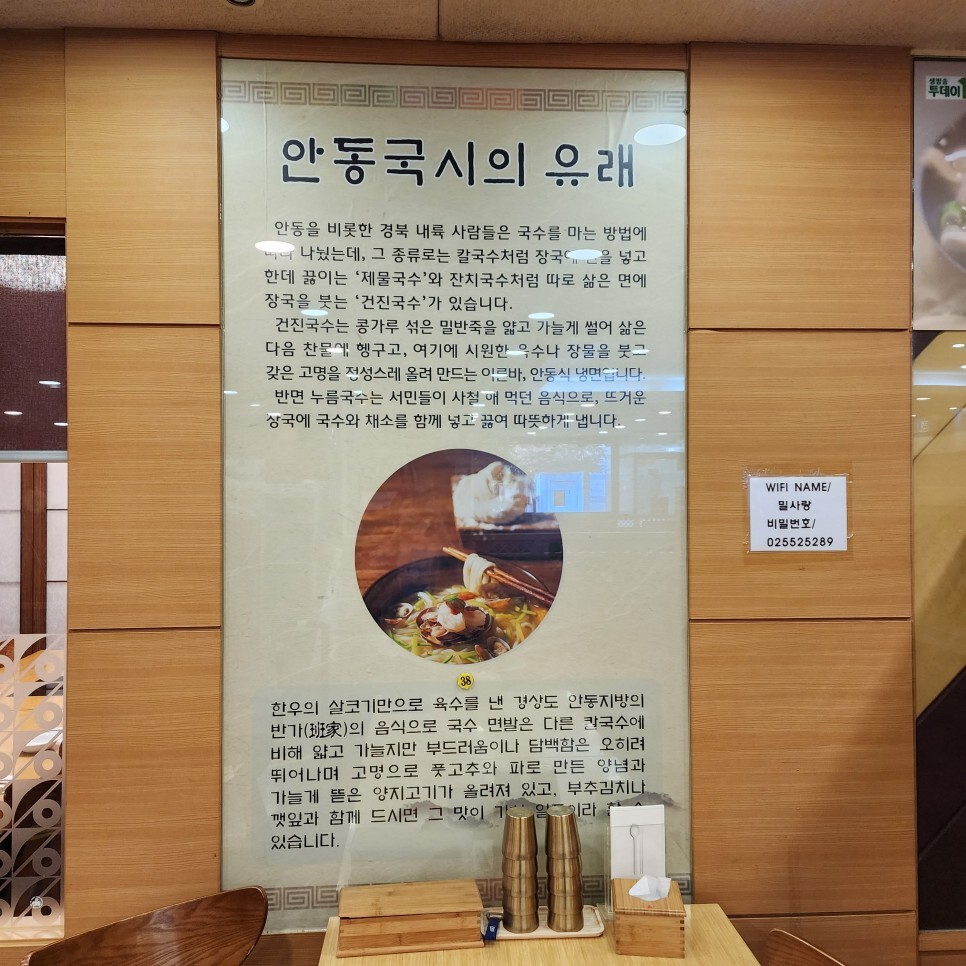 안동국시의 유래
안동을 비롯한 경북 내륙 사람들은 국수를 마는 방법에
나눴는데, 그 종류로는 칼국수처럼 장국에 면을 넣고
한데 끓이는 ‘제물국수’와 잔치국수처럼 따로 삶은 면에
장국을 붓는 ‘건진국수’가 있습니다.
건진국수는 콩가루 섞은 밀반죽을 얇고 가늘게 썰어 삶은
다음 찬물에 헹구고, 여기에 시원한 육수나 장물을 붓고
갖은 고명을 정성스레 올려 만드는 이른바, 안동식 냉면입니다.
반면 누름국수는 서민들이 사철 해 먹던 음식으로, 뜨거운
장국에 국수와 채소를 함께 넣고 끓여 따뜻하게 냅니다.
38
한우의 살코기만으로 육수를 낸 경상도 안동지방의
반가(班家)의 음식으로 국수 면발은 다른 칼국수에
비해 얇고 가늘지만 부드러움이나 담백함은 오히려
뛰어나며 고명으로 풋고추와 파로 만든 양념과
가늘게 뜯은 양지고기가 올려져 있고, 부추김치나
깻잎과 함께 드시면 그 맛이
있습니다.
생방송
투데이
WIFI NAME/
밀사랑
비밀번호/
025525289